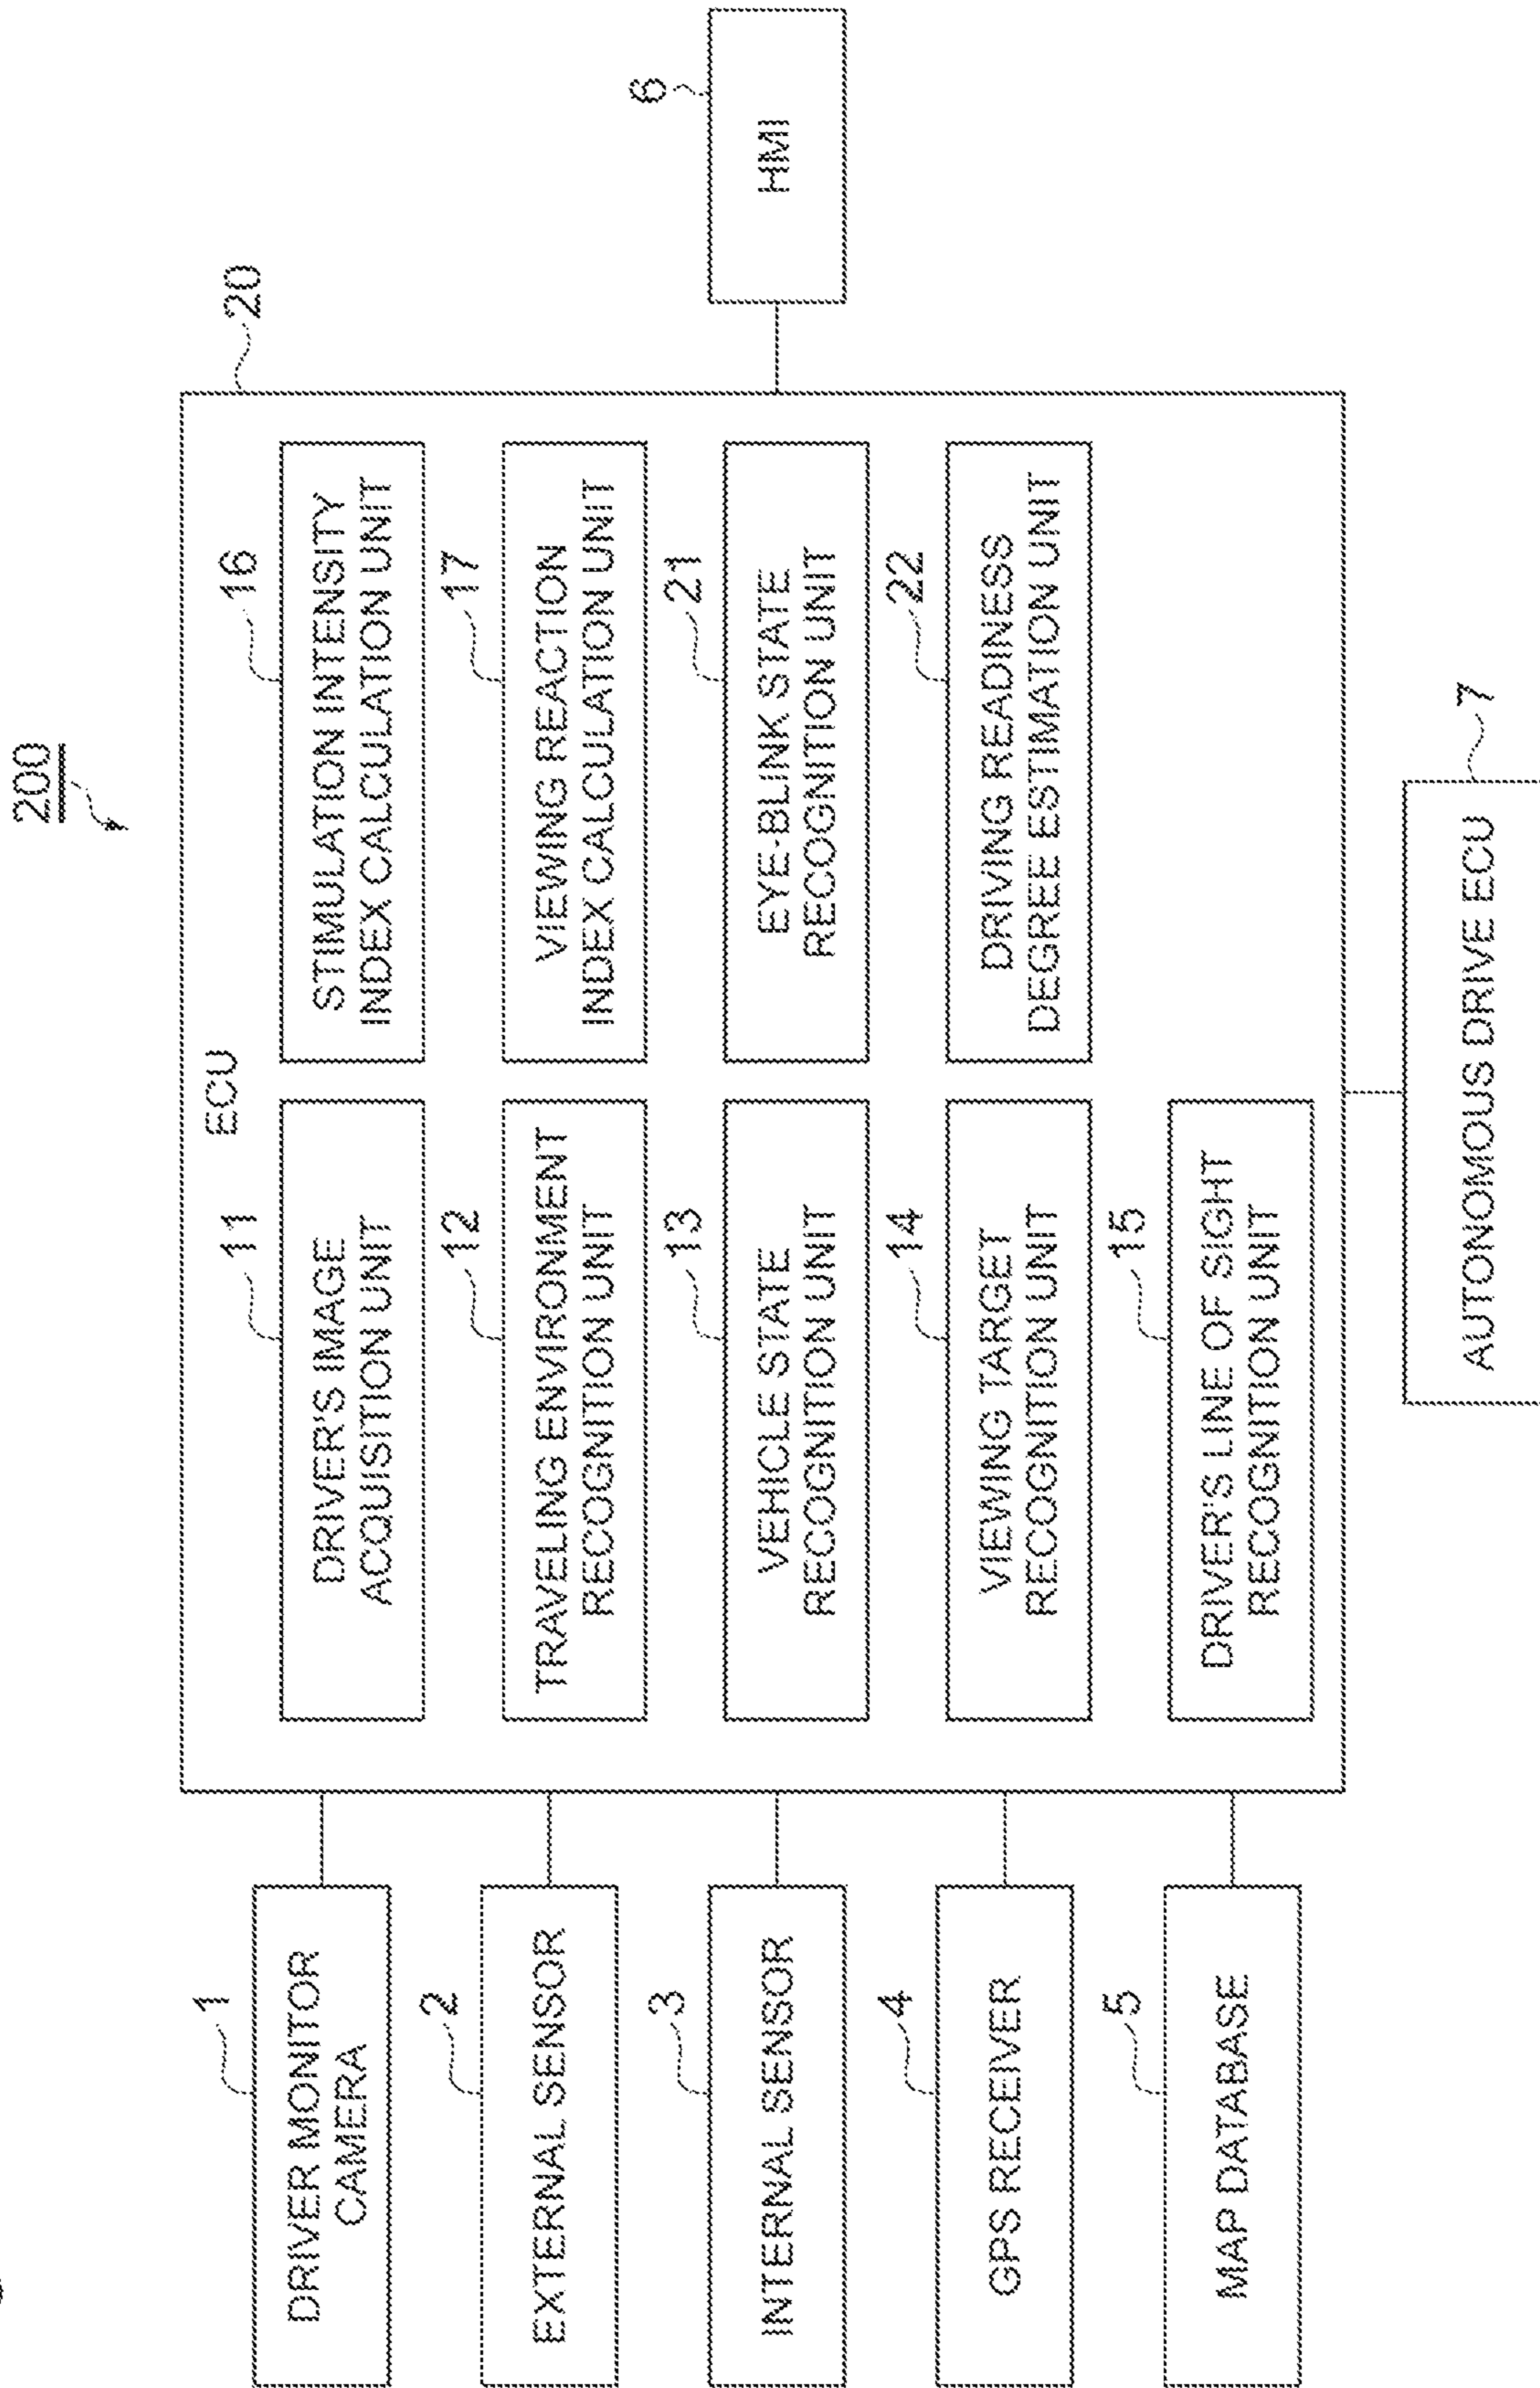 200
20
ECU
1
DRIVER MONITOR
CAMERA
2
EXTERNAL SENSOR
3
INTERNAL SENSOR
4
GPS RECEIVER
5
MAP DATABASE
11
DRIVER'S IMAGE
ACQUISITION UNIT
12
TRAVELING ENVIRONMENT
RECOGNITION UNIT
13
VEHICLE STATE
RECOGNITION UNIT
14
VIEWING TARGET
RECOGNITION UNIT
15
DRIVER'S LINE OF SIGHT
RECOGNITION UNIT
16
STIMULATION INTENSITY
INDEX CALCULATION UNIT
17
VIEWING REACTION
INDEX CALCULATION UNIT
21
EYE-BLINK STATE
RECOGNITION UNIT
22
DRIVING READINESS
DEGREE ESTIMATION UNIT
6
HMI
7
AUTONOMOUS DRIVE ECU